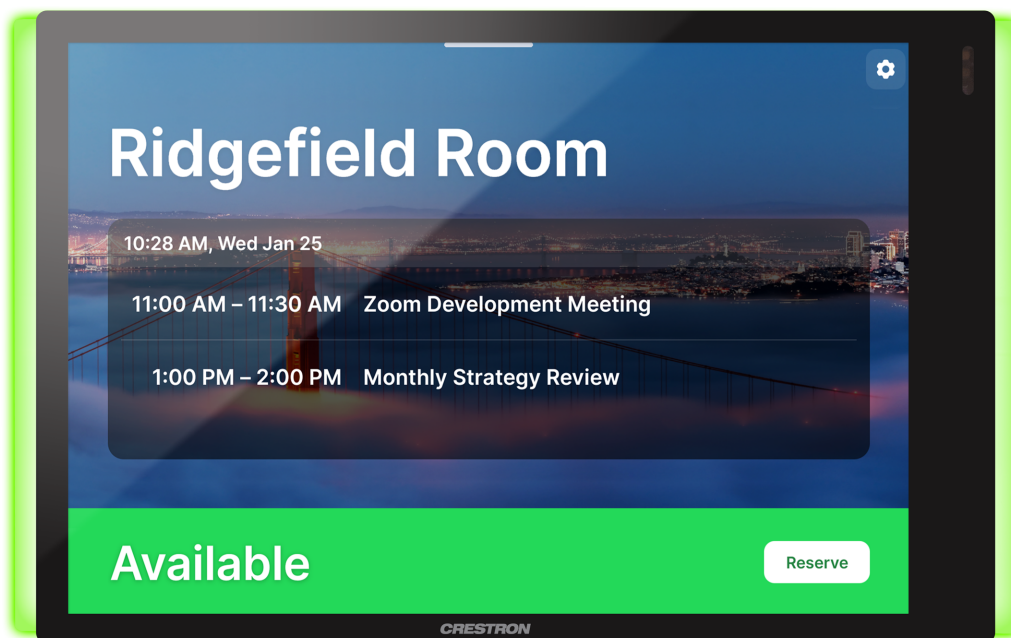 Ridgefield Room
10:28 AM, Wed Jan 25
11:00 AM – 11:30 AM Zoom Development Meeting
1:00 PM – 2:00 PM Monthly Strategy Review
Available
Reserve
CRESTRON